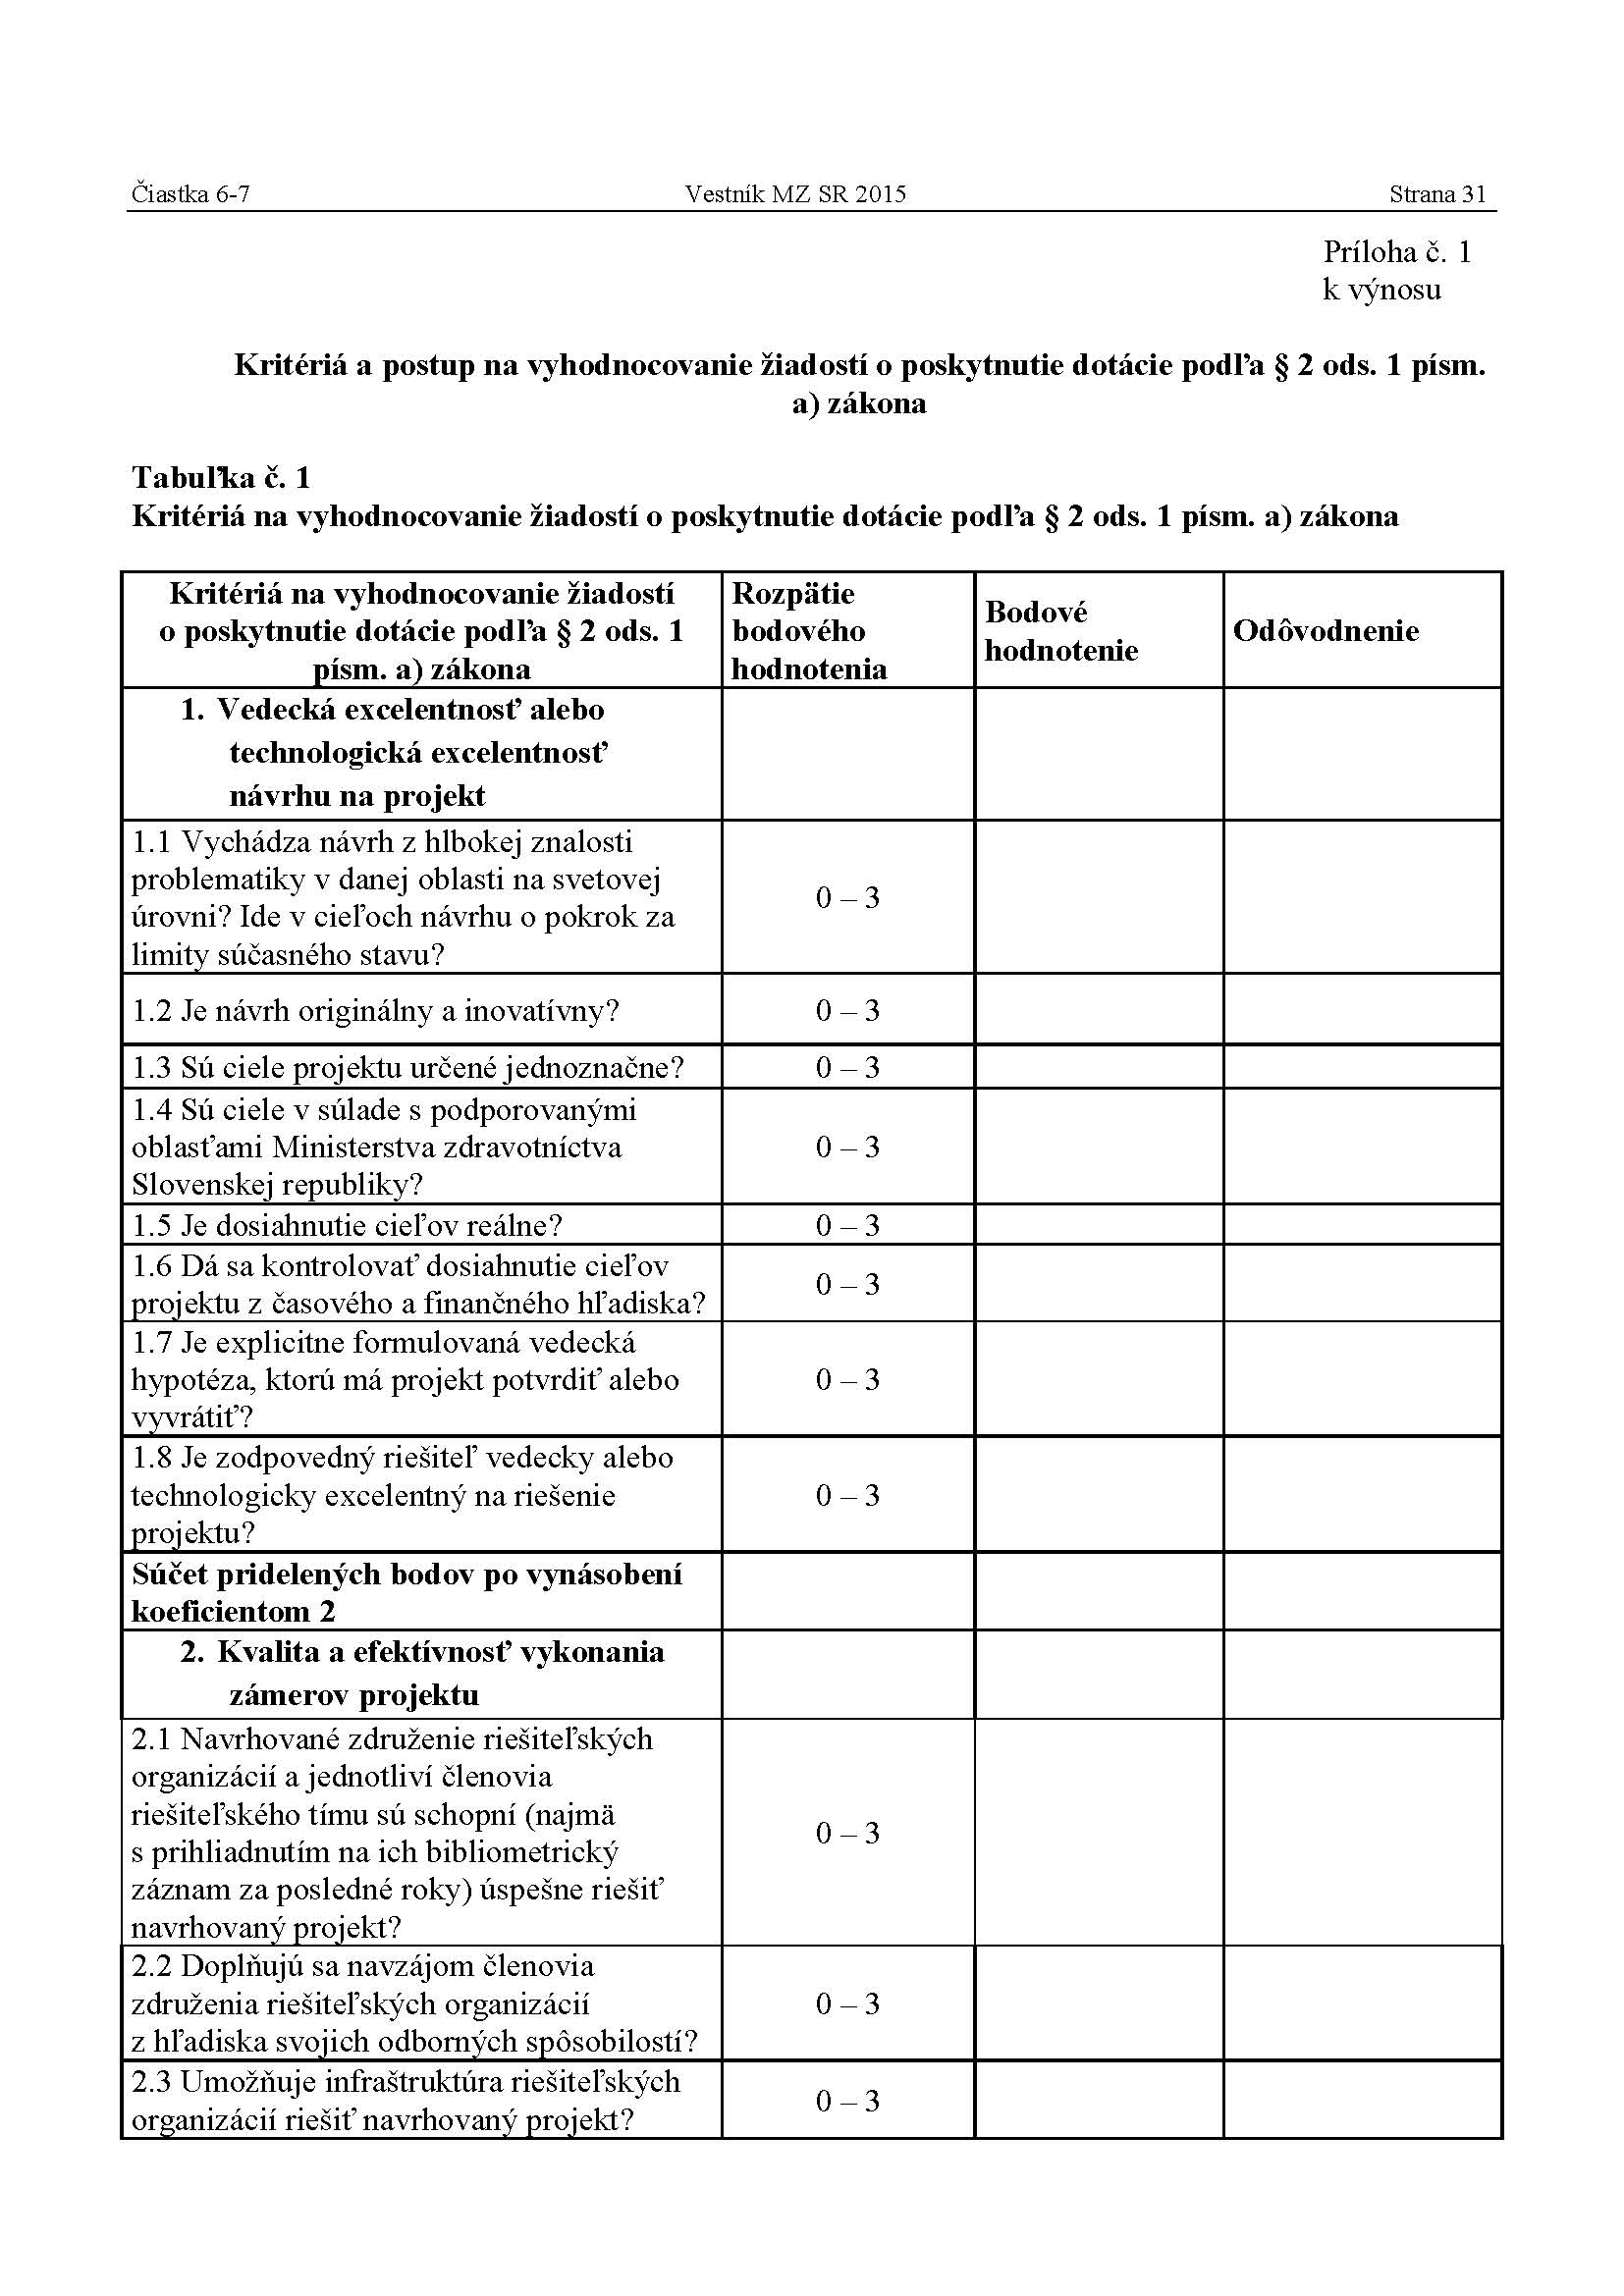 Čiastka 6-7 Vestník MZ SR 2015 Strana 31
Príloha č. 1
k výnosu
Kritériá a postup na vyhodnocovanie žiadostí o poskytnutie dotácie podľa § 2 ods. 1 písm.
a) zákona
Tabuľka č. 1
Kritériá na vyhodnocovanie žiadostí o poskytnutie dotácie podľa § 2 ods. 1 písm. a) zákona
Kritériá na vyhodnocovanie žiadostí
o poskytnutie dotácie podľa § 2 ods. 1
písm. a) zákona
Rozpätie
bodového
hodnotenia
Bodové
hodnotenie
Odôvodnenie
1. Vedecká excelentnosť alebo
technologická excelentnosť
návrhu na projekt
1.1 Vychádza návrh z hlbokej znalosti
problematiky v danej oblasti na svetovej
úrovni? Ide v cieľoch návrhu o pokrok za
limity súčasného stavu?
0 – 3
1.2 Je návrh originálny a inovatívny?
0 – 3
1.3 Sú ciele projektu určené jednoznačne?
0 – 3
1.4 Sú ciele v súlade s podporovanými
oblasťami Ministerstva zdravotníctva
Slovenskej republiky?
0 – 3
1.5 Je dosiahnutie cieľov reálne?
0 – 3
1.6 Dá sa kontrolovať dosiahnutie cieľov
projektu z časového a finančného hľadiska?
0 – 3
1.7 Je explicitne formulovaná vedecká
hypotéza, ktorú má projekt potvrdiť alebo
vyvrátiť?
0 – 3
1.8 Je zodpovedný riešiteľ vedecky alebo
technologicky excelentný na riešenie
projektu?
0 – 3
Súčet pridelených bodov po vynásobení
koeficientom 2
2. Kvalita a efektívnosť vykonania
zámerov projektu
2.1 Navrhované združenie riešiteľských
organizácií a jednotliví členovia
riešiteľského tímu sú schopní (najmä
s prihliadnutím na ich bibliometrický
záznam za posledné roky) úspešne riešiť
navrhovaný projekt?
0 – 3
2.2 Doplňujú sa navzájom členovia
združenia riešiteľských organizácií
z hľadiska svojich odborných spôsobilostí?
0 – 3
2.3 Umožňuje infraštruktúra riešiteľských
organizácií riešiť navrhovaný projekt?
0 – 3